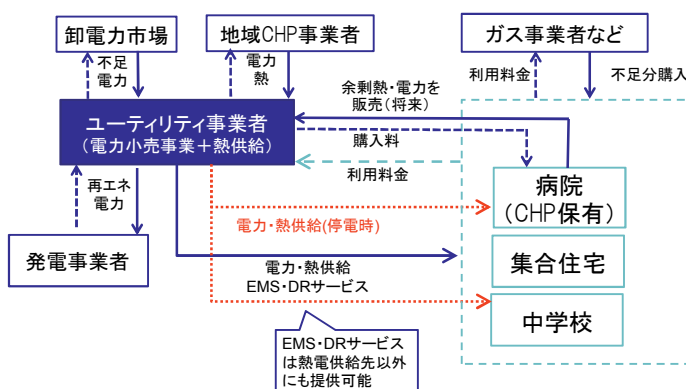 卸電力市場
地域CHP事業者
ガス事業者など
不足
電力
電力
熱
利用料金
不足分購入
余剰熱・電力を
販売(将来)
ユーティリティ事業者
(電力小売事業+熱供給)
購入料
利用料金
再エネ
電力
病院
(CHP保有)
電力・熱供給(停電時)
発電事業者
集合住宅
電力・熱供給
EMS・DRサービス
中学校
EMS・DRサービス
は熱電供給先以外
にも提供可能